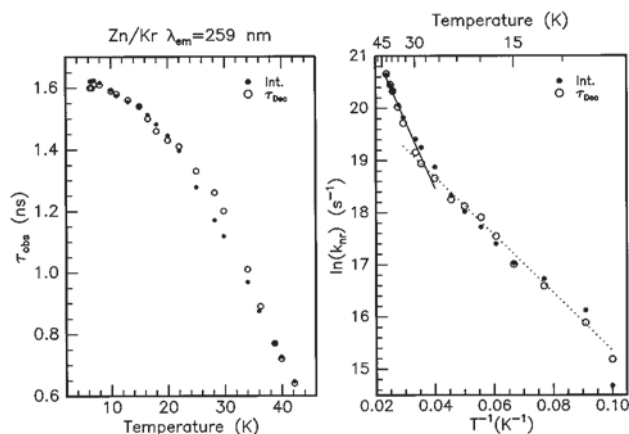 Zn/Kr λem=259 nm
Int.
τDec
1.6
1.4
1.2
1.0
0.8
0.6
τobs (ns)
10 20 30 40
Temperature (K)
Temperature (K)
45 30 15
Int.
τDec
21
20
19
18
17
16
15
ln(knr) (s⁻¹)
0.02 0.04 0.06 0.08 0.10
T⁻¹(K⁻¹)